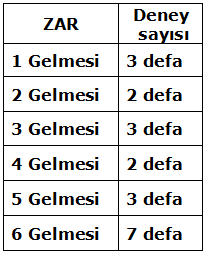 ZAR Deney sayısı
1 Gelmesi 3 defa
2 Gelmesi 2 defa
3 Gelmesi 3 defa
4 Gelmesi 2 defa
5 Gelmesi 3 defa
6 Gelmesi 7 defa